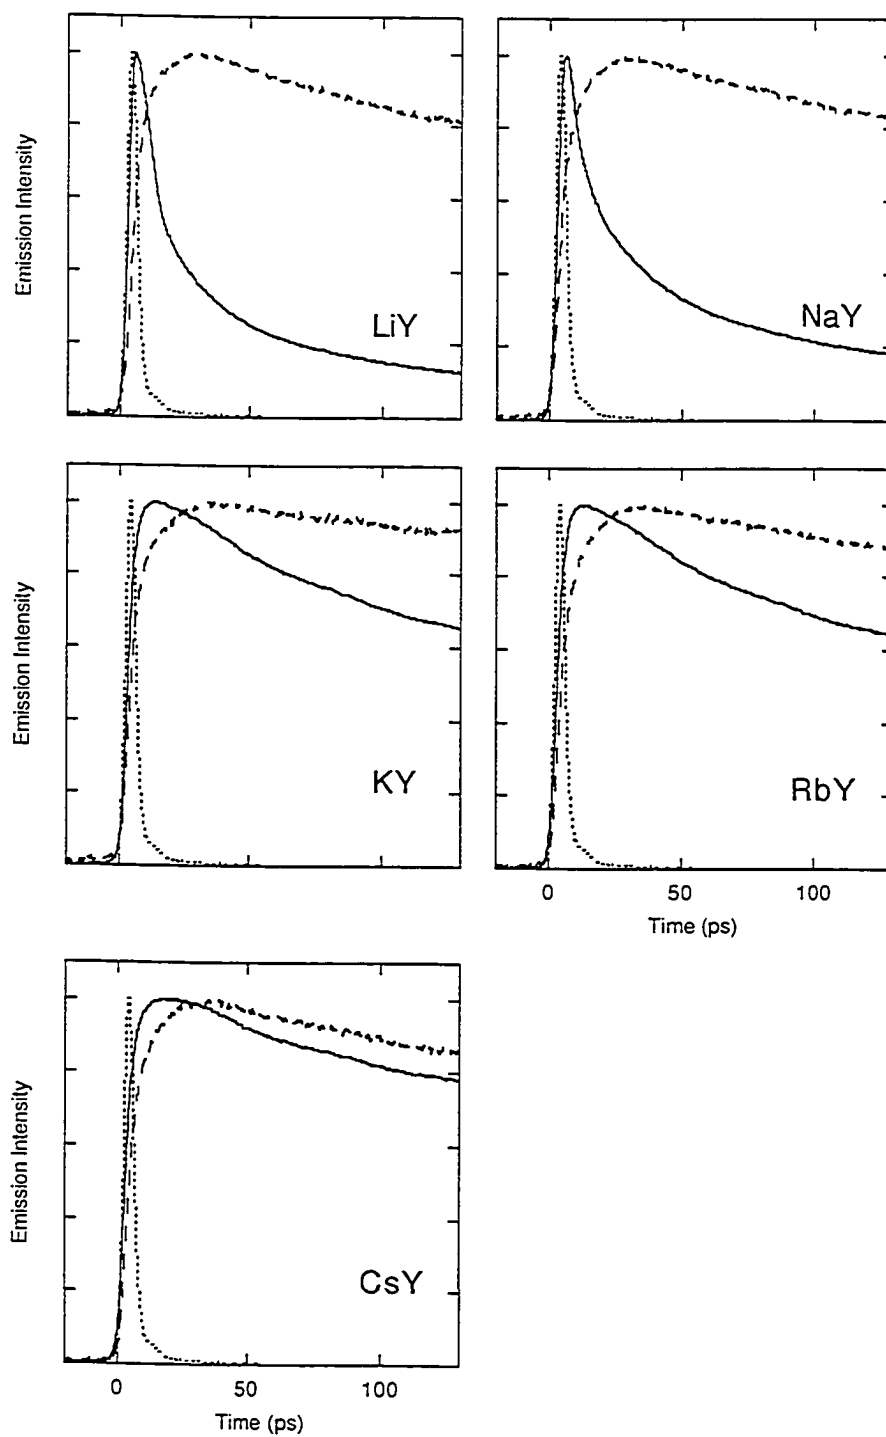 Emission Intensity
LiY
NaY
Emission Intensity
KY
RbY
0 50 100
Time (ps)
Emission Intensity
CsY
0 50 100
Time (ps)